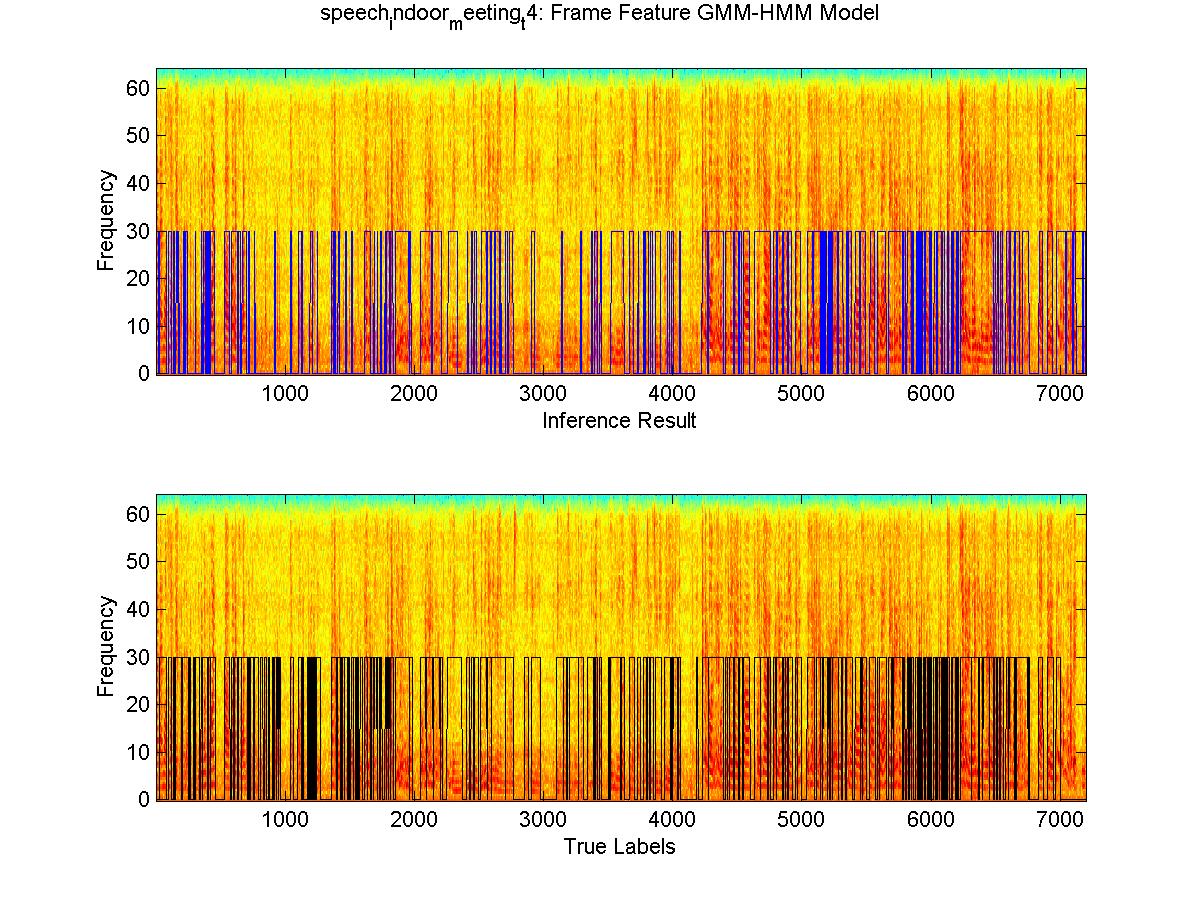 speech_indoor_meeting_t4: Frame Feature GMM-HMM Model
60
50
40
30
20
10
0
Frequency
1000 2000 3000 4000 5000 6000 7000
Inference Result
60
50
40
30
20
10
0
Frequency
1000 2000 3000 4000 5000 6000 7000
True Labels